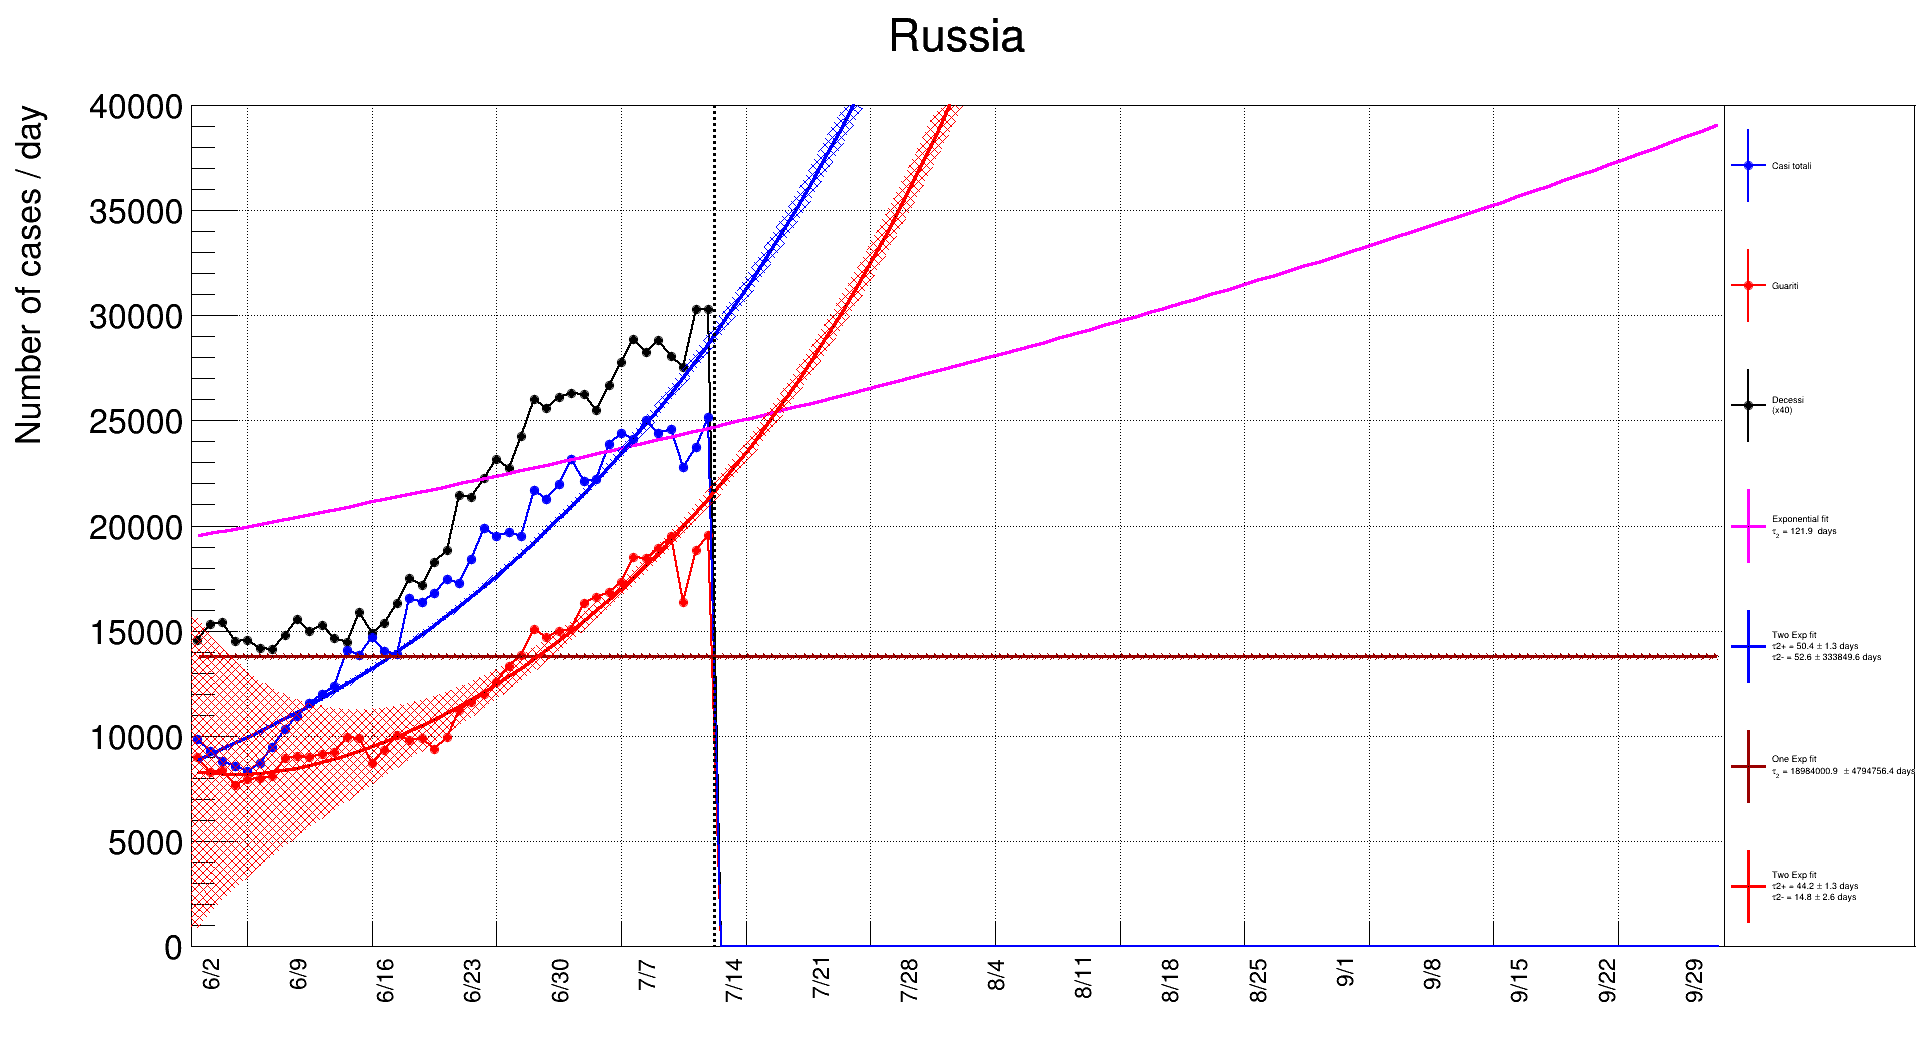 Russia
Number of cases / day
40000
35000
30000
25000
20000
15000
10000
5000
0
6/2
6/9
6/16
6/23
6/30
7/7
7/14
7/21
7/28
8/4
8/11
8/18
8/25
9/1
9/8
9/15
9/22
9/29
Casi totali
Guariti
Decessi
(x40)
Exponential fit
τ2 = 121.9 days
Two Exp fit
τ2+ = 50.4 ± 1.3 days
τ2- = 52.6 ± 333849.6 days
One Exp fit
τ2 = 18984000.9 ± 4794756.4 days
Two Exp fit
τ2+ = 44.2 ± 1.3 days
τ2- = 14.8 ± 2.6 days